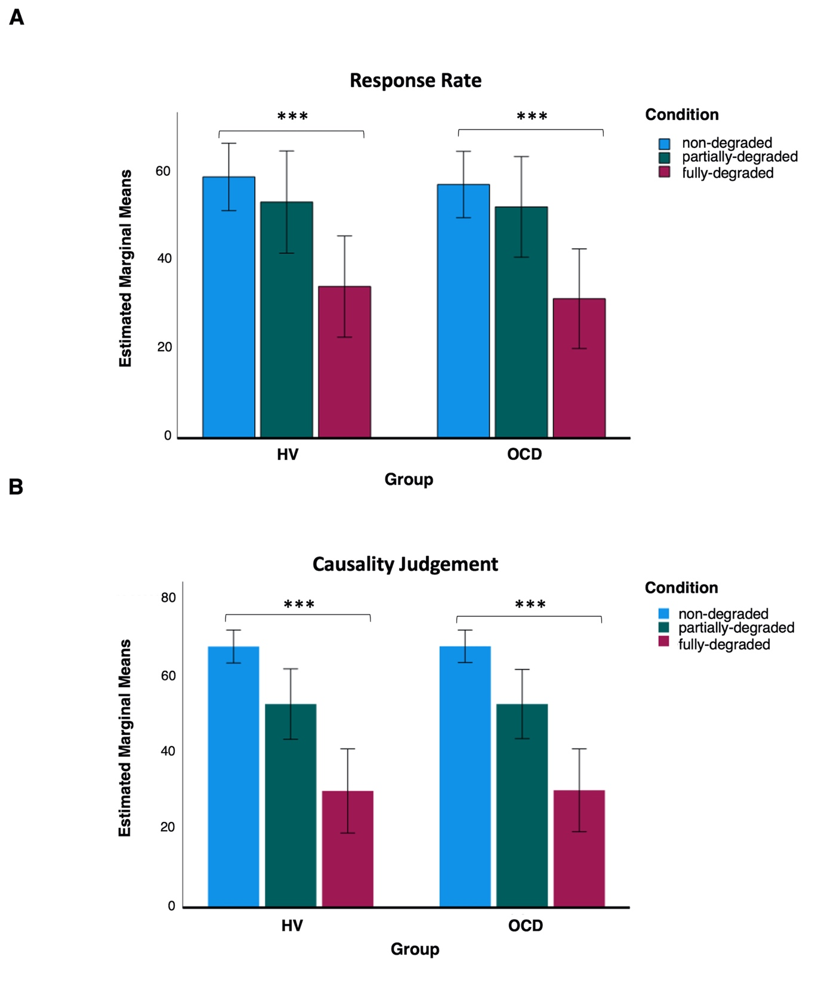 A
Response Rate
*** ***
Condition
non-degraded
partially-degraded
fully-degraded
Estimated Marginal Means
60
40
20
0
HV OCD
Group
B
Causality Judgement
*** ***
Condition
non-degraded
partially-degraded
fully-degraded
Estimated Marginal Means
80
60
40
20
0
HV OCD
Group